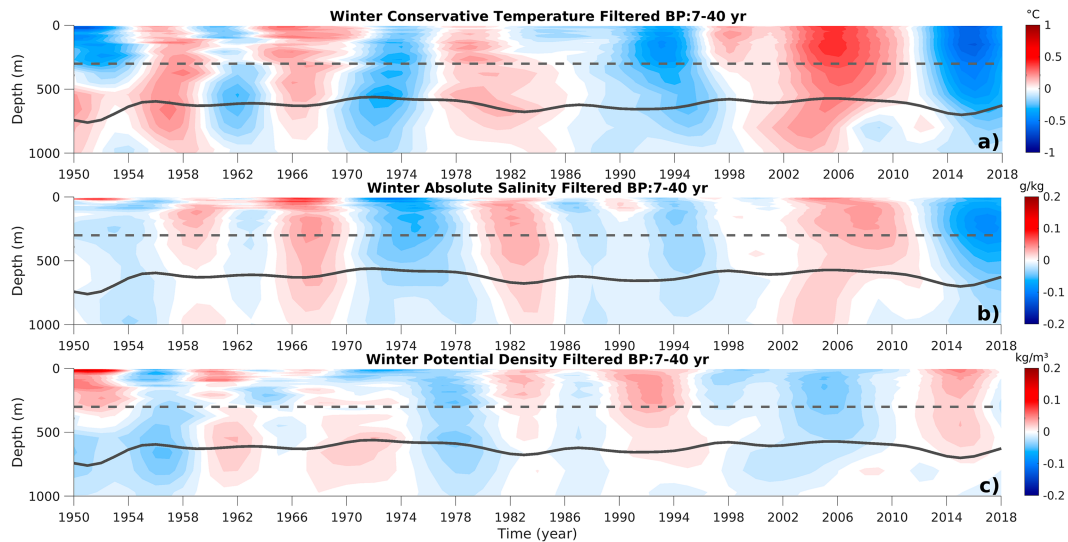 Winter Conservative Temperature Filtered BP:7-40 yr
°C
Depth (m)
0
500
1000
1
0.5
0
-0.5
-1
a)
1950 1954 1958 1962 1966 1970 1974 1978 1982 1986 1990 1994 1998 2002 2006 2010 2014 2018
Winter Absolute Salinity Filtered BP:7-40 yr
g/kg
Depth (m)
0
500
1000
0.2
0.1
0
-0.1
-0.2
b)
1950 1954 1958 1962 1966 1970 1974 1978 1982 1986 1990 1994 1998 2002 2006 2010 2014 2018
Winter Potential Density Filtered BP:7-40 yr
kg/m³
Depth (m)
0
500
1000
0.2
0.1
0
-0.1
-0.2
c)
1950 1954 1958 1962 1966 1970 1974 1978 1982 1986 1990 1994 1998 2002 2006 2010 2014 2018
Time (year)